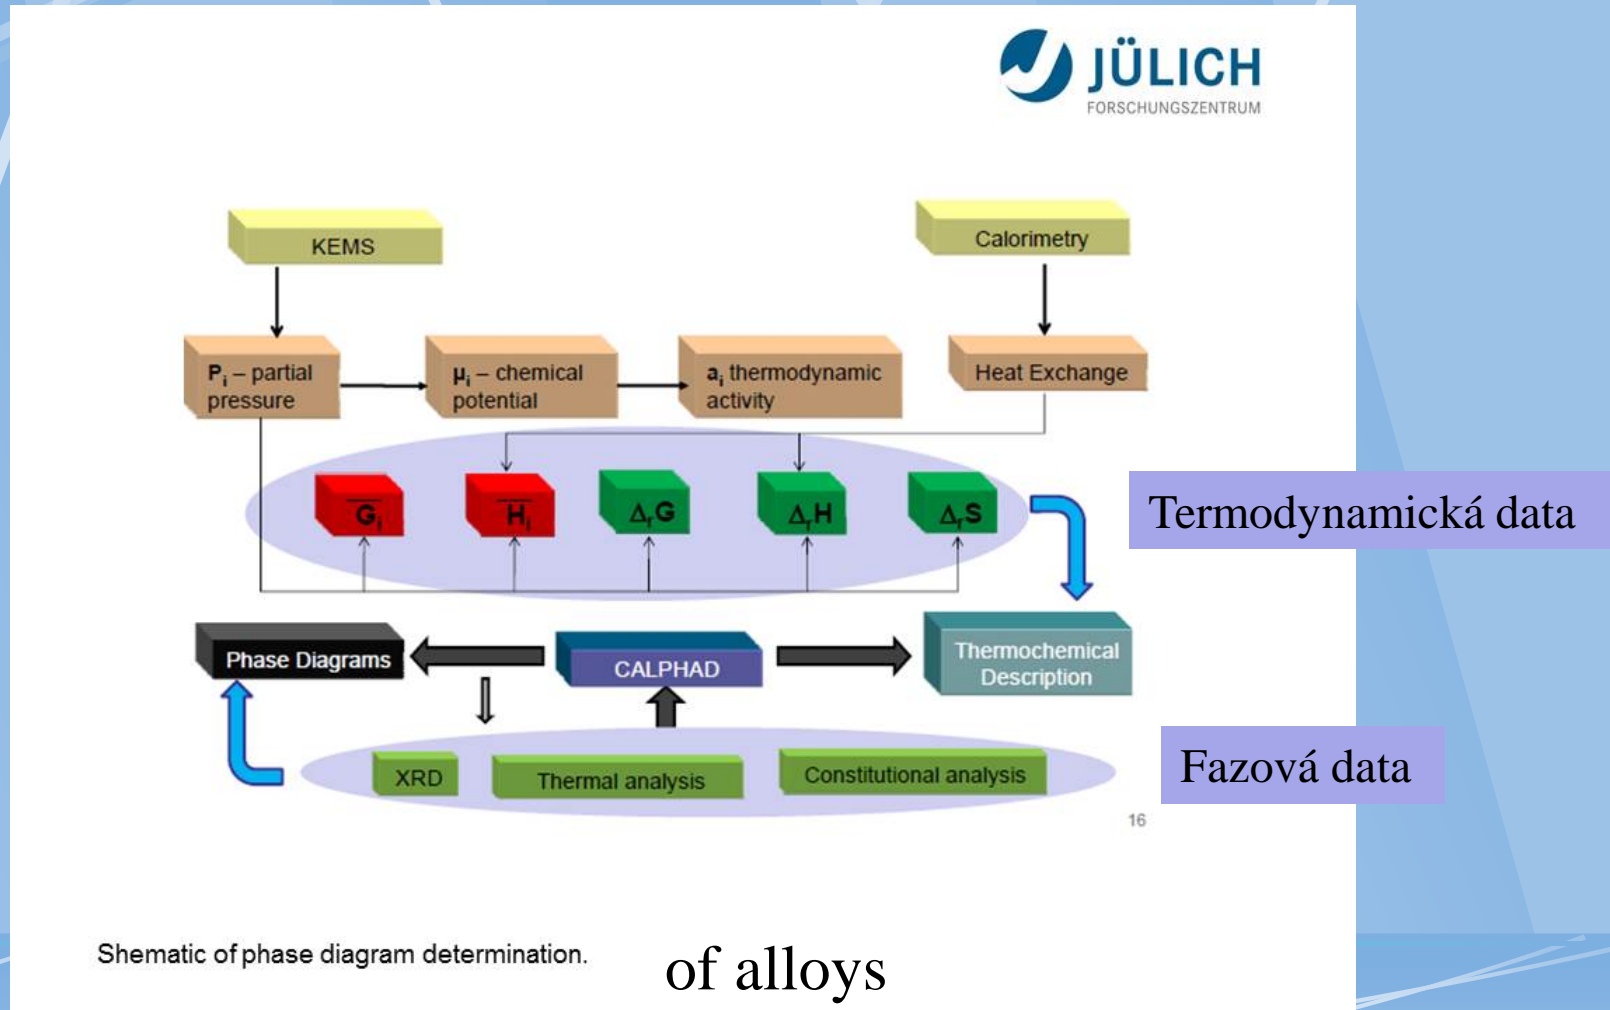 JÜLICH
FORSCHUNGSZENTRUM
KEMS
Calorimetry
Pi – partial
pressure
μi – chemical
potential
ai thermodynamic
activity
Heat Exchange
Gi
Hi
ΔrG
ΔrH
ΔrS
Termodynamická data
Phase Diagrams
CALPHAD
Thermochemical
Description
XRD
Thermal analysis
Constitutional analysis
Fazová data
16
Shematic of phase diagram determination.
of alloys